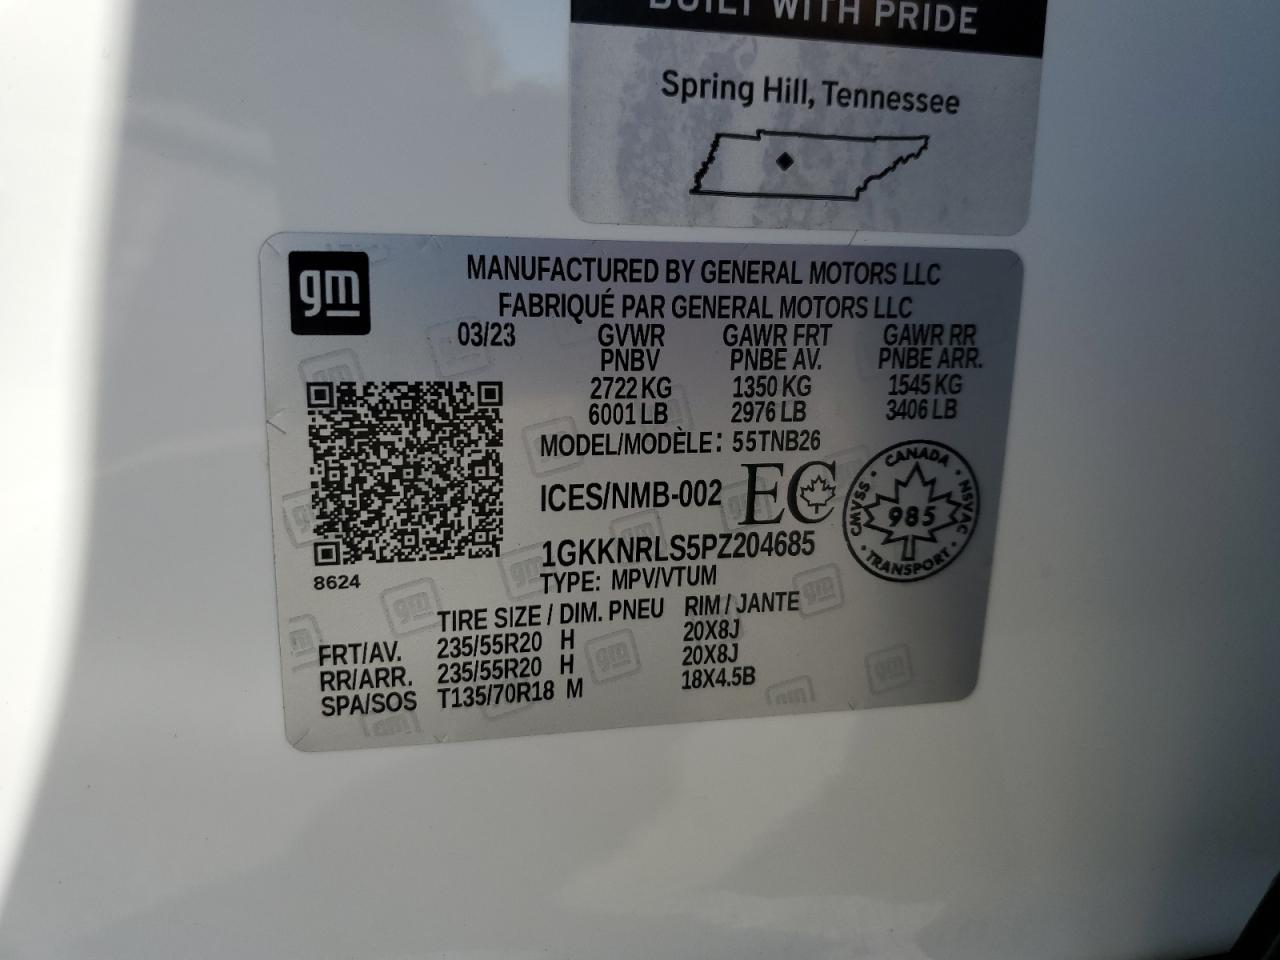 BUILT WITH PRIDE
Spring Hill, Tennessee
gm
MANUFACTURED BY GENERAL MOTORS LLC
FABRIQUÉ PAR GENERAL MOTORS LLC
03/23 GVWR GAWR FRT GAWR RR
PNBV PNBE AV. PNBE ARR.
2722 KG 1350 KG 1545 KG
6001 LB 2976 LB 3406 LB
MODEL/MODÈLE: 55TNB26
ICES/NMB-002 EC
CANADA
CMVSS 985 NSVAC
TRANSPORT
1GKKNRLS5PZ204685
8624
TYPE: MPV/VTUM
TIRE SIZE / DIM. PNEU RIM / JANTE
FRT/AV. 235/55R20 H 20X8J
RR/ARR. 235/55R20 H 20X8J
SPA/SOS T135/70R18 M 18X4.5B